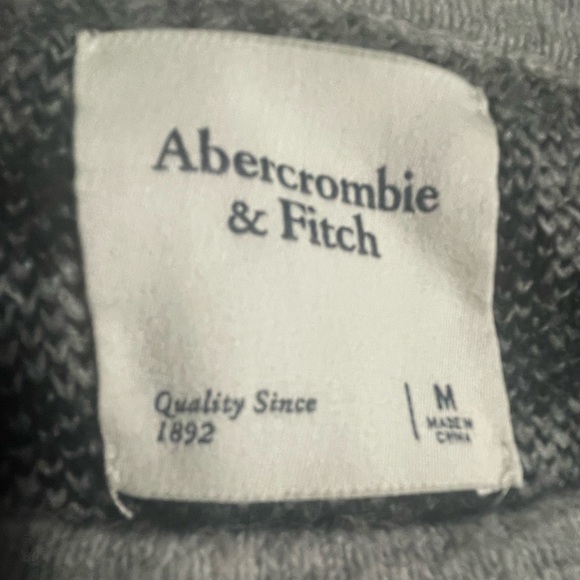 Abercrombie
& Fitch
Quality Since
1892
M
MADE IN
CHINA